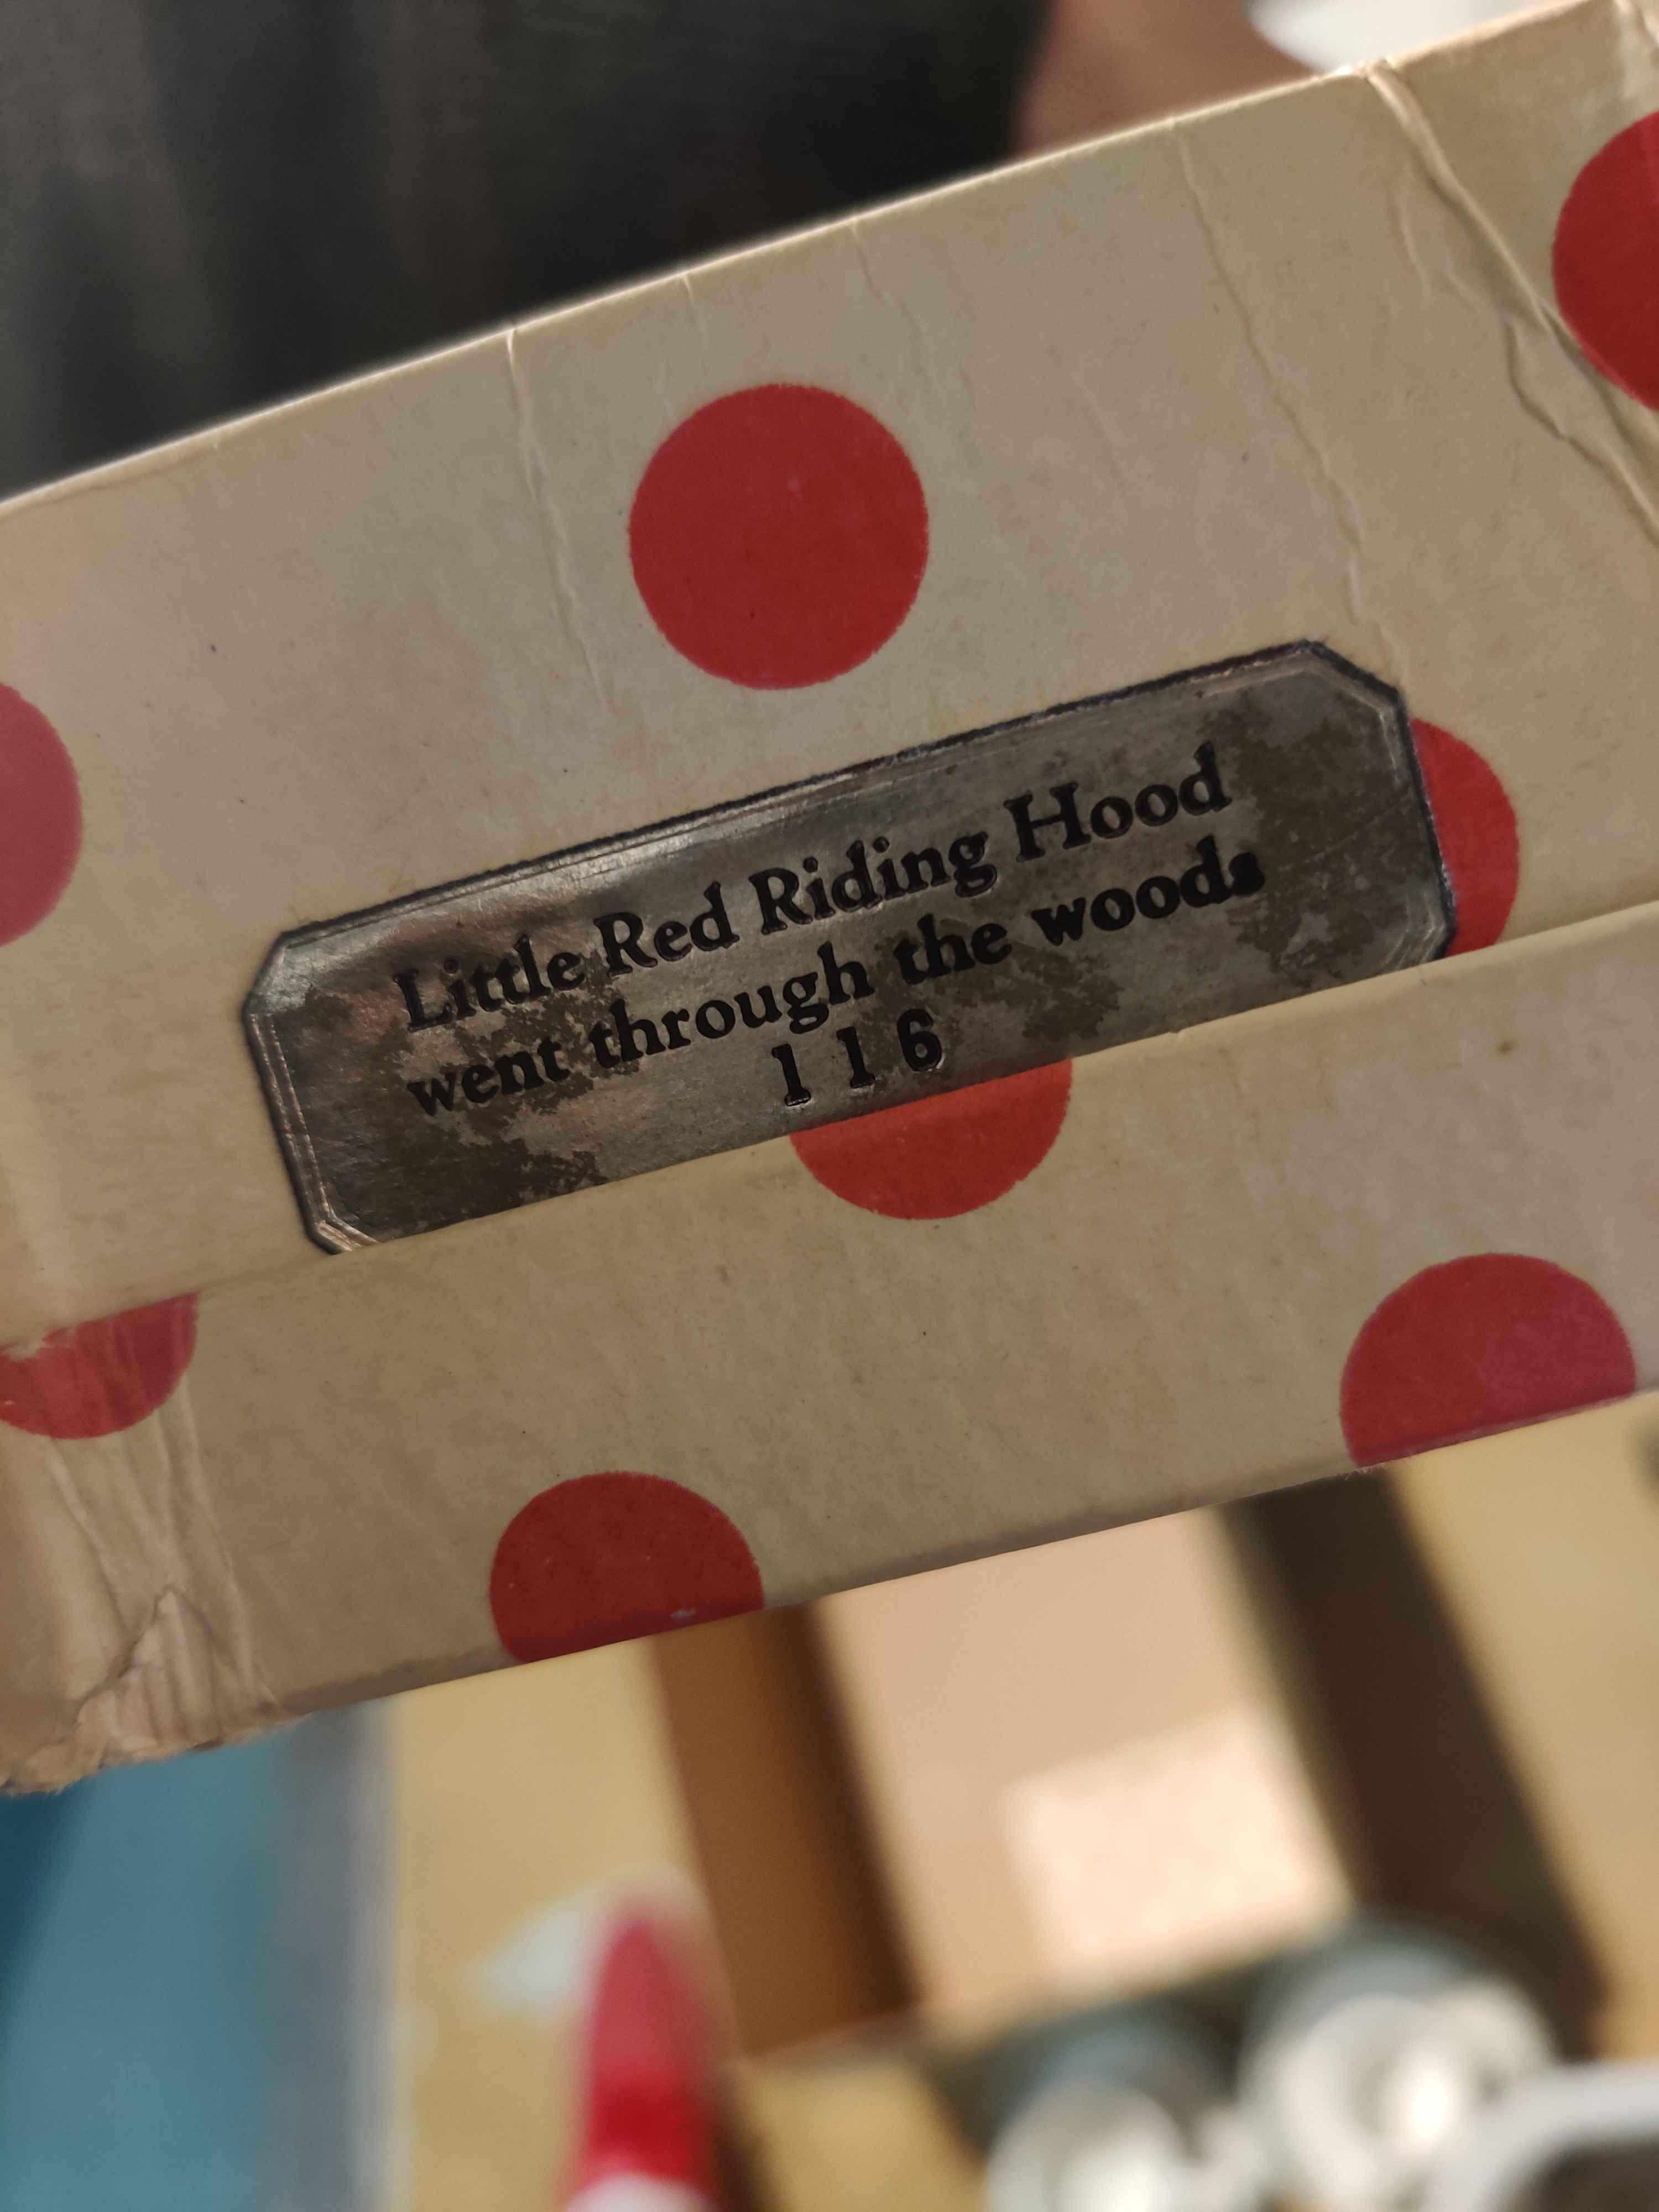 Little Red Riding Hood
went through the woods
116